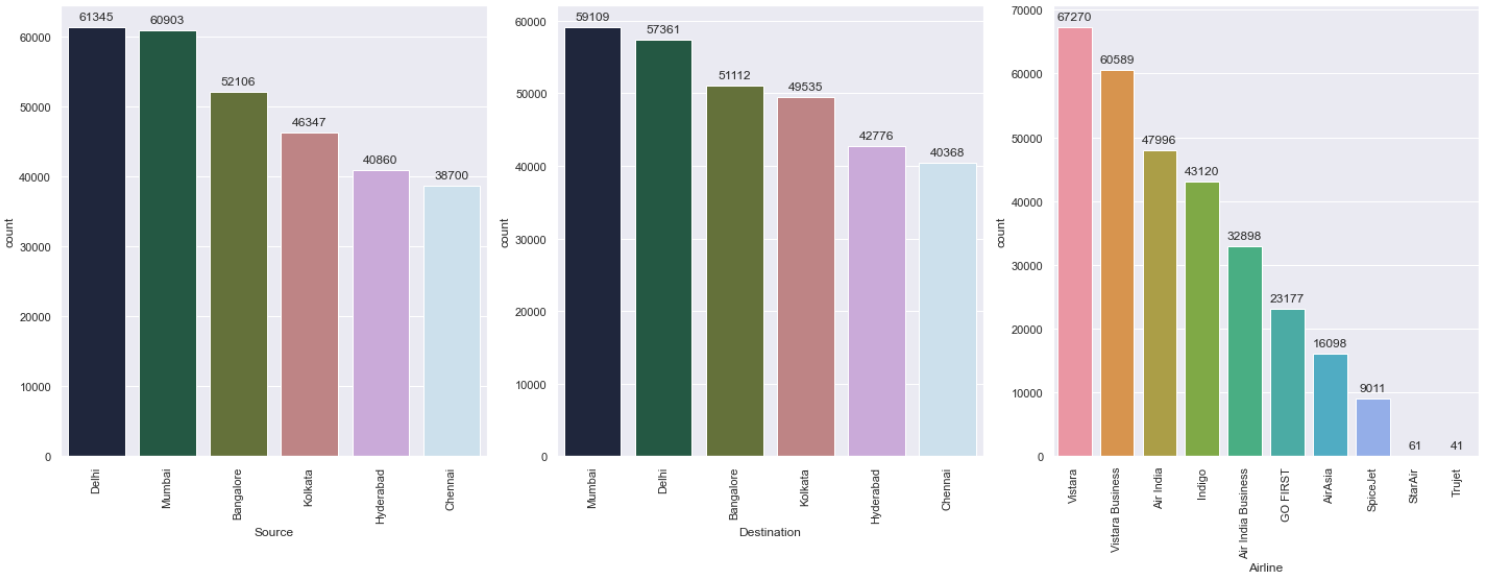 61345
60903
52106
46347
40860
38700
60000
50000
40000
30000
20000
10000
0
count
Delhi
Mumbai
Bangalore
Kolkata
Hyderabad
Chennai
Source
59109
57361
51112
49535
42776
40368
60000
50000
40000
30000
20000
10000
0
count
Mumbai
Delhi
Bangalore
Kolkata
Hyderabad
Chennai
Destination
67270
60589
47996
43120
32898
23177
16098
9011
61
41
70000
60000
50000
40000
30000
20000
10000
0
count
Vistara
Vistara Business
Air India
Indigo
Air India Business
GO FIRST
AirAsia
SpiceJet
StarAir
Trujet
Airline